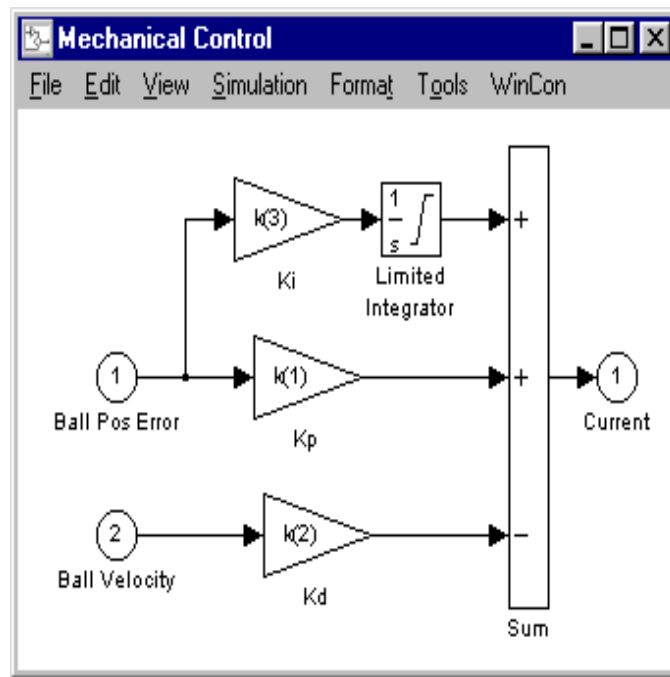 Mechanical Control
File Edit View Simulation Format Tools WinCon
k(3)
Ki
1
s
Limited
Integrator
+
1
Ball Pos Error
k(1)
Kp
+
1
Current
2
Ball Velocity
k(2)
Kd
−
Sum